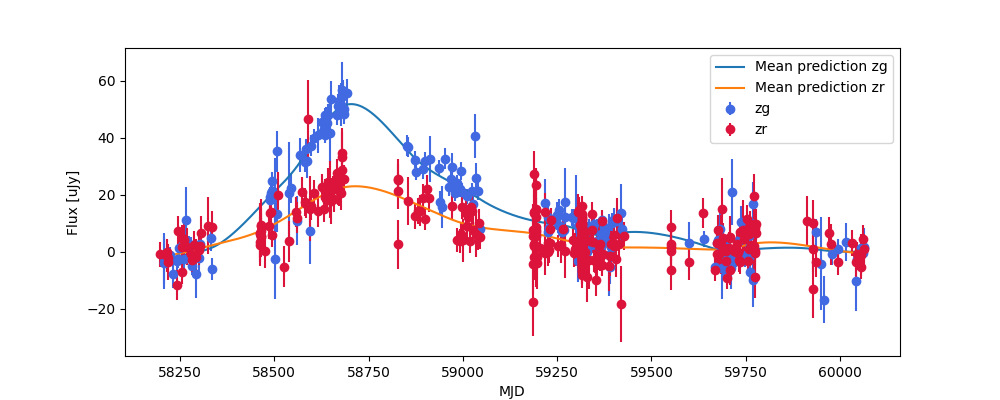 Mean prediction zg
Mean prediction zr
zg
zr
60
40
20
0
−20
Flux [uJy]
58250 58500 58750 59000 59250 59500 59750 60000
MJD